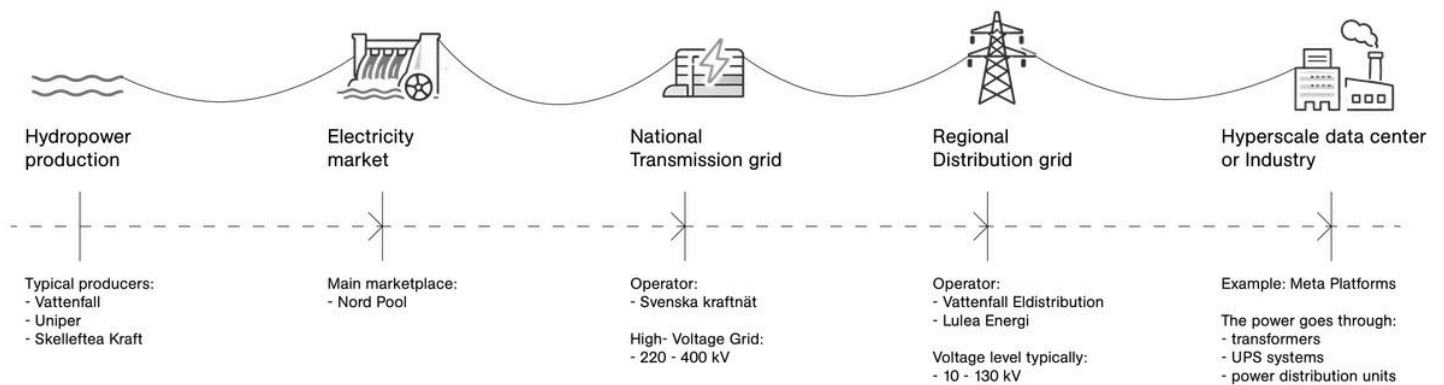 Hydropower
production
Electricity
market
National
Transmission grid
Regional
Distribution grid
Hyperscale data center
or Industry
Typical producers:
- Vattenfall
- Uniper
- Skelleftea Kraft
Main marketplace:
- Nord Pool
Operator:
- Svenska kraftnät
High- Voltage Grid:
- 220 - 400 kV
Operator:
- Vattenfall Eldistribution
- Lulea Energi
Voltage level typically:
- 10 - 130 kV
Example: Meta Platforms
The power goes through:
- transformers
- UPS systems
- power distribution units